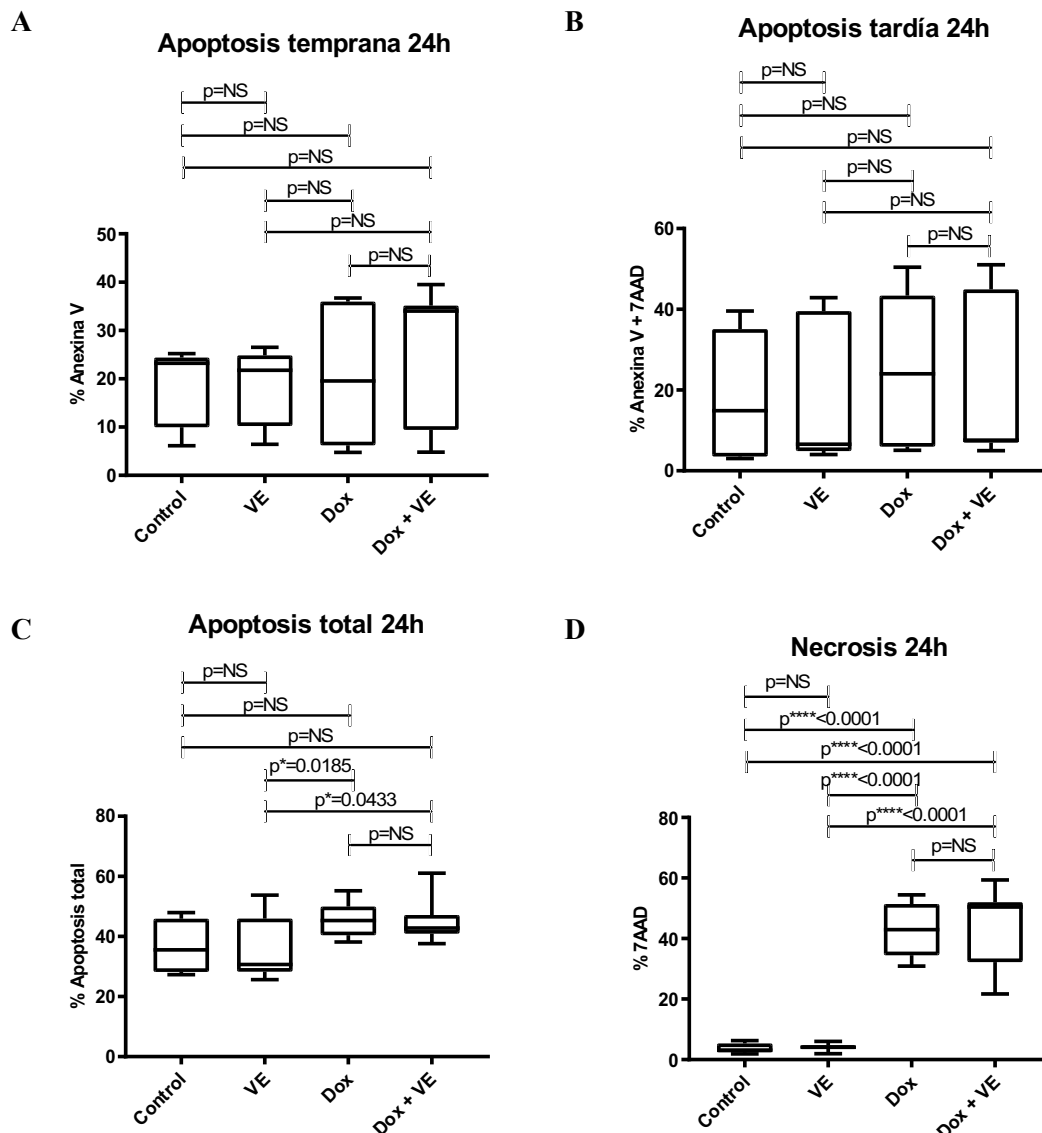 A
Apoptosis temprana 24h
p=NS
p=NS
p=NS
p=NS
p=NS
p=NS
% Anexina V
50
40
30
20
10
0
Control
VE
Dox
Dox + VE
B
Apoptosis tardía 24h
p=NS
p=NS
p=NS
p=NS
p=NS
p=NS
% Anexina V + 7AAD
60
40
20
0
Control
VE
Dox
Dox + VE
C
Apoptosis total 24h
p=NS
p=NS
p=NS
p*=0.0185
p*=0.0433
p=NS
% Apoptosis total
80
60
40
20
0
Control
VE
Dox
Dox + VE
D
Necrosis 24h
p=NS
p****<0.0001
p****<0.0001
p****<0.0001
p****<0.0001
p=NS
% 7AAD
80
60
40
20
0
Control
VE
Dox
Dox + VE